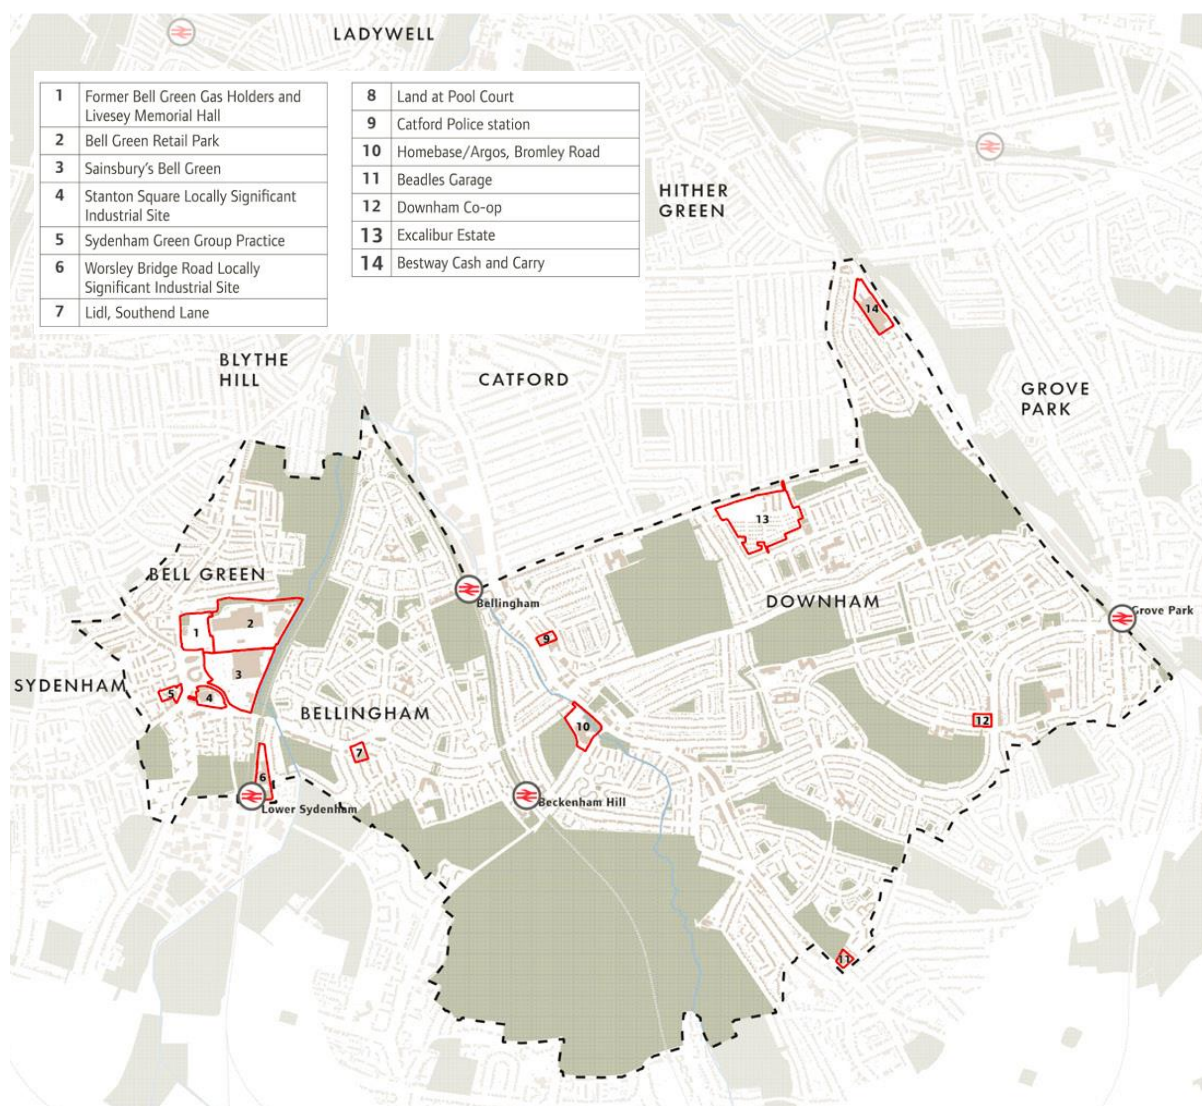 LADYWELL
1 Former Bell Green Gas Holders and
Livesey Memorial Hall
2 Bell Green Retail Park
3 Sainsbury's Bell Green
4 Stanton Square Locally Significant
Industrial Site
5 Sydenham Green Group Practice
6 Worsley Bridge Road Locally
Significant Industrial Site
7 Lidl, Southend Lane
8 Land at Pool Court
9 Catford Police station
10 Homebase/Argos, Bromley Road
11 Beadles Garage
12 Downham Co-op
13 Excalibur Estate
14 Bestway Cash and Carry
HITHER
GREEN
14
BLYTHE
HILL
CATFORD
GROVE
PARK
13
BELL GREEN
Bellingham
DOWNHAM
Grove Park
1
2
9
3
SYDENHAM
5
4
BELLINGHAM
10
12
7
6
Lower Sydenham
Beckenham Hill
11